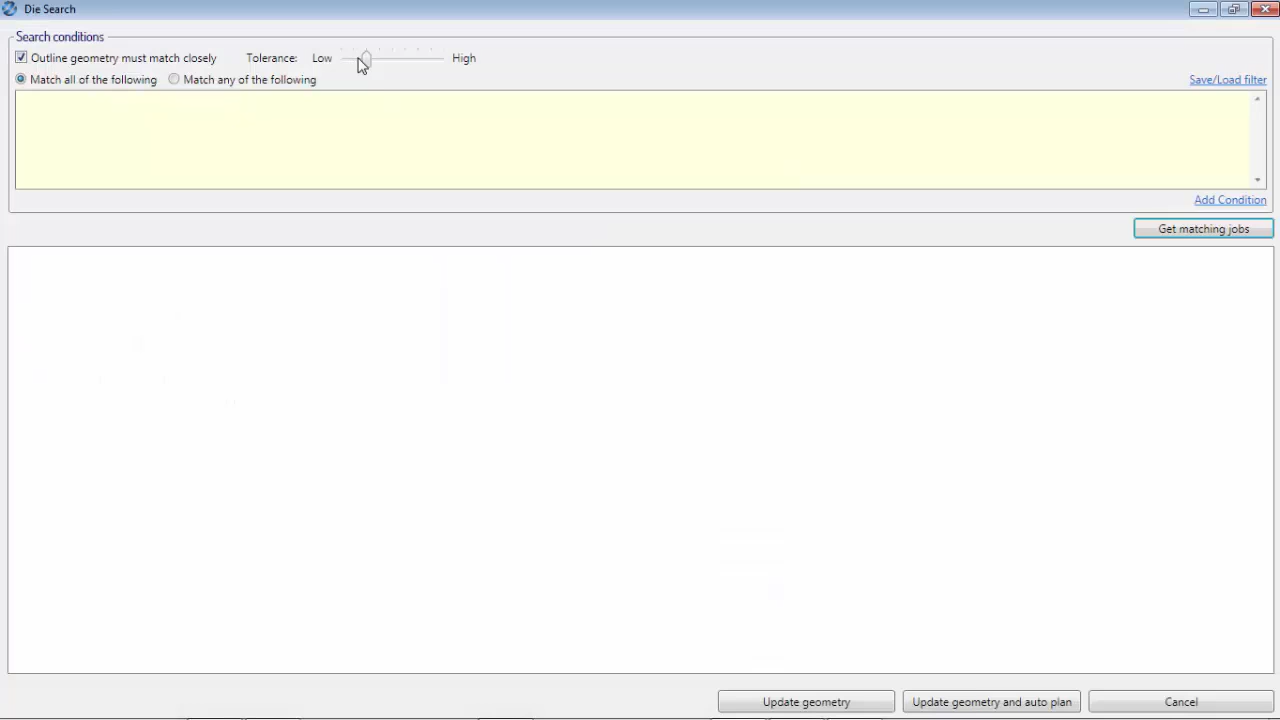 Die Search
Search conditions
Outline geometry must match closely Tolerance: Low High
Match all of the following Match any of the following Save/Load filter
Add Condition
Get matching jobs
Update geometry Update geometry and auto plan Cancel